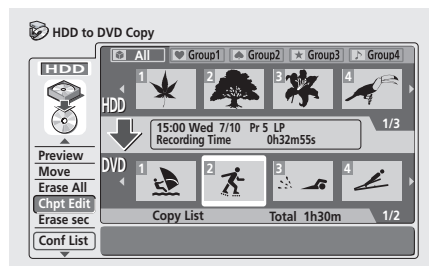 HDD to
DVD Copy
All Group1 Group2 Group3 Group4
HDD
HDD
1 2 3 4
15:00 Wed 7/10 Pr 5 LP
Recording Time 0h32m55s
1/3
DVD
1 2 3 4
Preview
Move
Erase All
Chpt Edit
Erase sec
Conf List
Copy List Total 1h30m 1/2